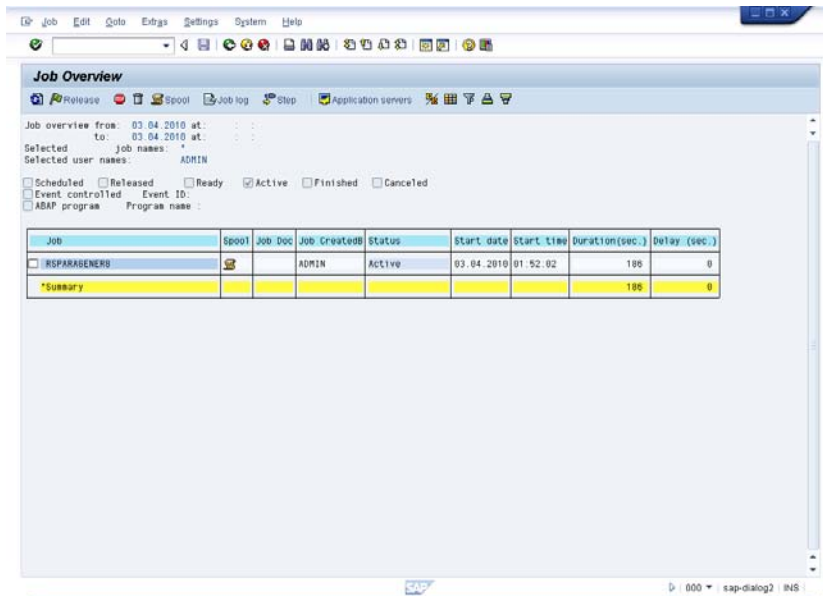 Job Edit Goto Extras Settings System Help
Job Overview
Release Spool Job log Step Application servers
Job overview from: 03.04.2010 at: : :
to: 03.04.2010 at: : :
Selected job names: *
Selected user names: ADMIN
Scheduled Released Ready Active Finished Canceled
Event controlled Event ID:
ABAP program Program name :
Job Spool Job Doc Job CreatedB Status Start date Start time Duration(sec.) Delay (sec.)
RSPARAGENER8 ADMIN Active 03.04.2010 01:52:02 186 0
*Summary 186 0
SAP 000 sap-dialog2 INS